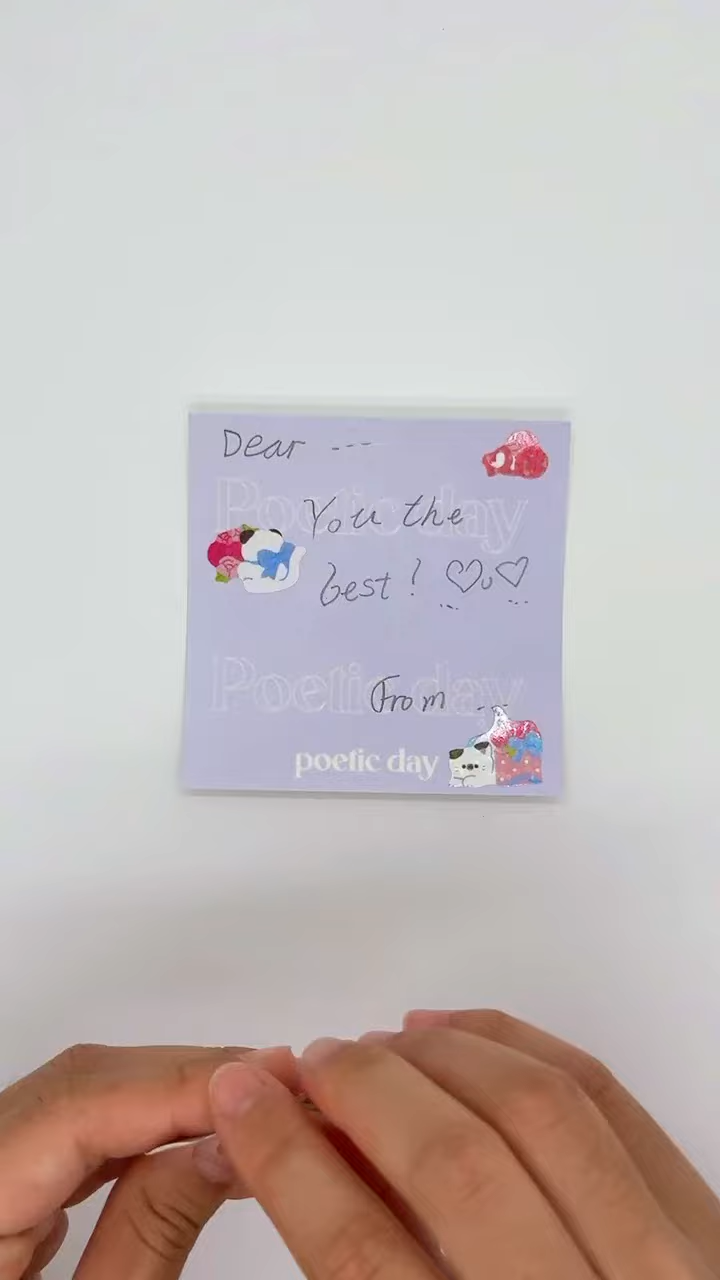 Dear ---
Poetic day
You the
best! ♡u♡
Poetic day
From ...
poetic day